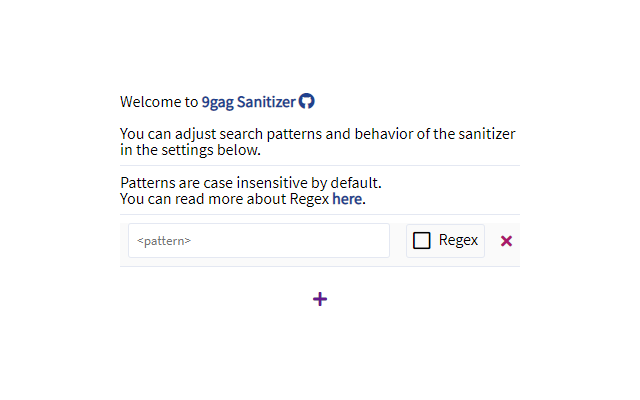 Welcome to 9gag Sanitizer
You can adjust search patterns and behavior of the sanitizer
in the settings below.
Patterns are case insensitive by default.
You can read more about Regex here.
<pattern> Regex